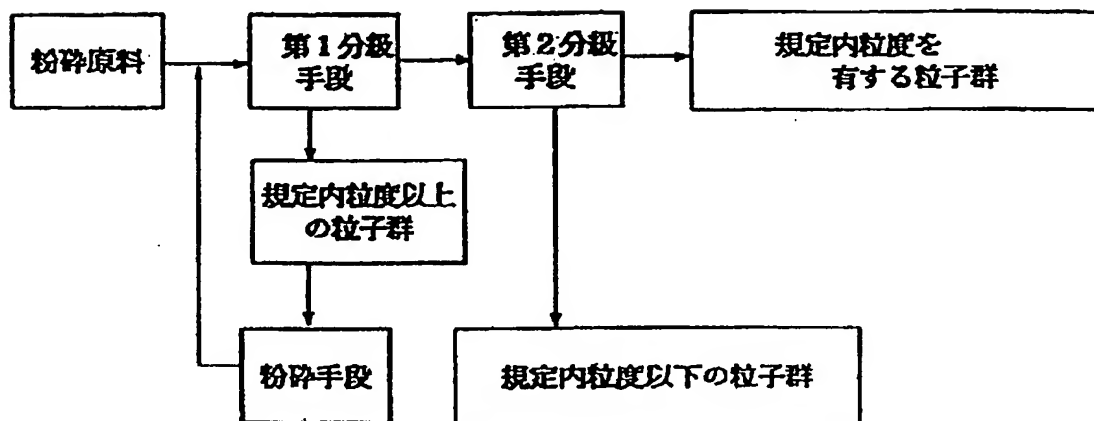 粉砕原料
第1分級
手段
第2分級
手段
規定内粒度を
有する粒子群
規定内粒度以上
の粒子群
粉砕手段
規定内粒度以下の粒子群